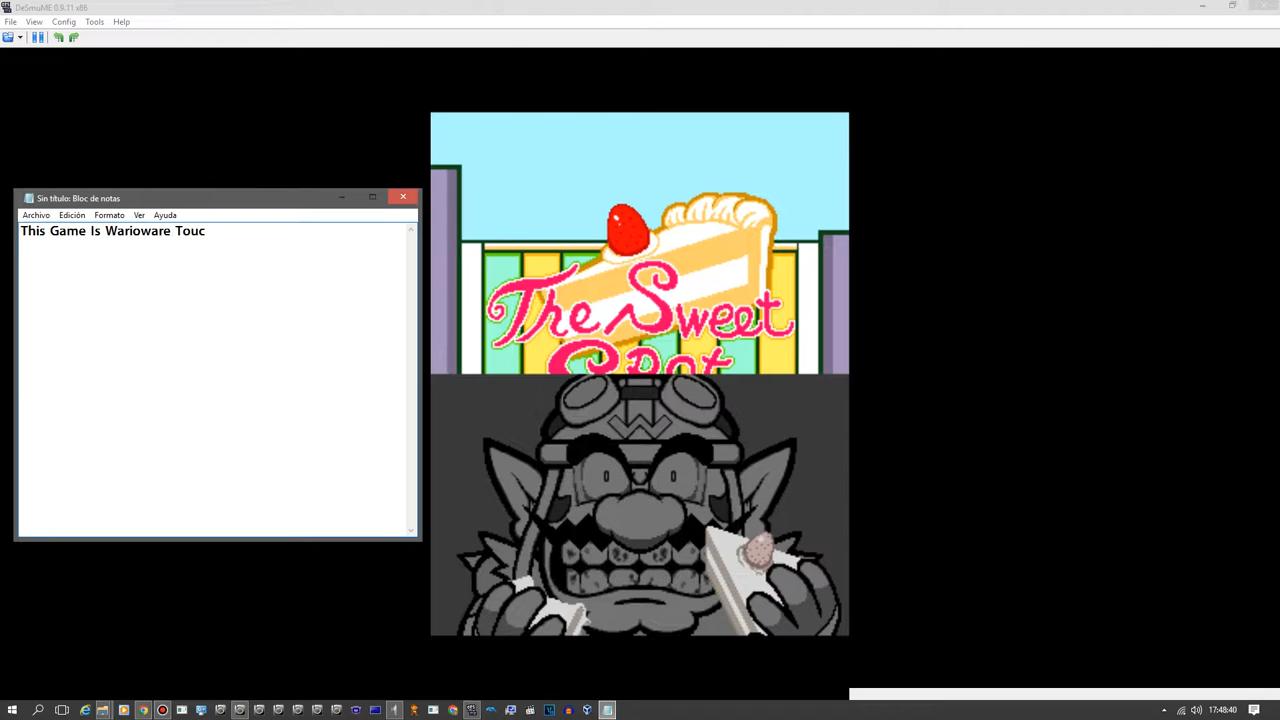 DeSmuME 0.9.11 x86
File View Config Tools Help
Sin título: Bloc de notas
Archivo Edición Formato Ver Ayuda
This Game Is Warioware Touc
The Sweet
Spot
W
17:48:40